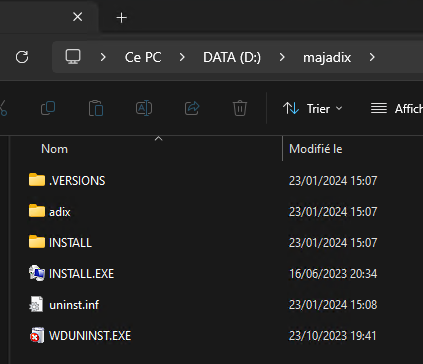 Ce PC > DATA (D:) > majadix >
Trier Affich
Nom Modifié le
.VERSIONS 23/01/2024 15:07
adix 23/01/2024 15:07
INSTALL 23/01/2024 15:07
INSTALL.EXE 16/06/2023 20:34
uninst.inf 23/01/2024 15:08
WDUNINST.EXE 23/10/2023 19:41